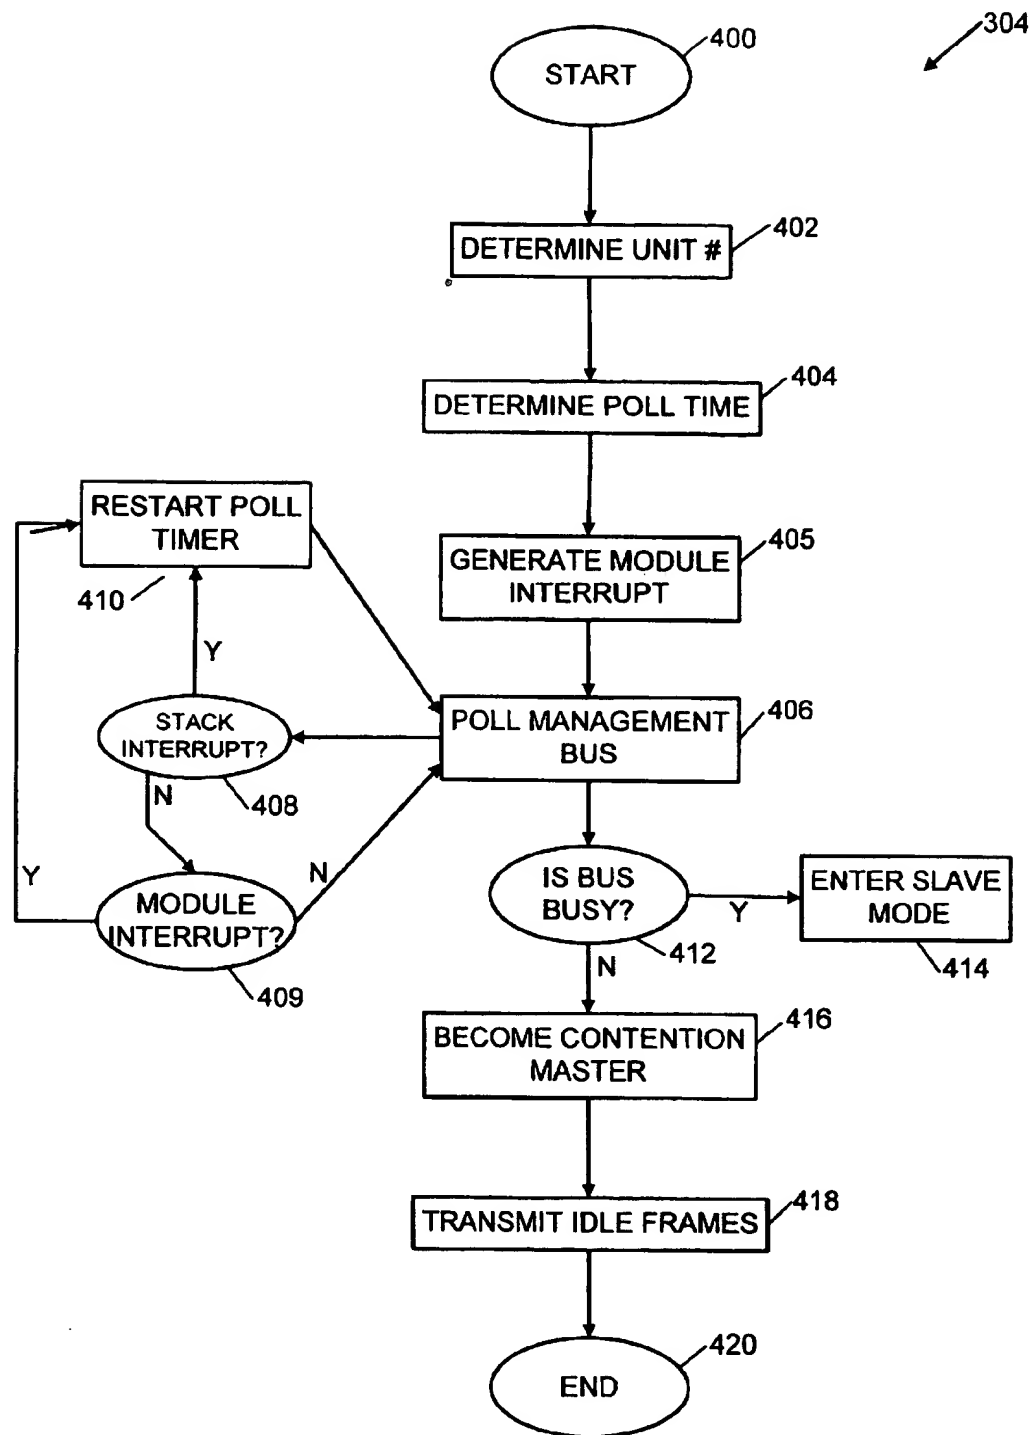 304
400
START
402
DETERMINE UNIT #
404
DETERMINE POLL TIME
RESTART POLL
TIMER
410
405
GENERATE MODULE
INTERRUPT
Y
STACK
INTERRUPT?
408
N
406
POLL MANAGEMENT
BUS
Y
MODULE
INTERRUPT?
409
N
IS BUS
BUSY?
412
Y
ENTER SLAVE
MODE
414
N
416
BECOME CONTENTION
MASTER
418
TRANSMIT IDLE FRAMES
420
END